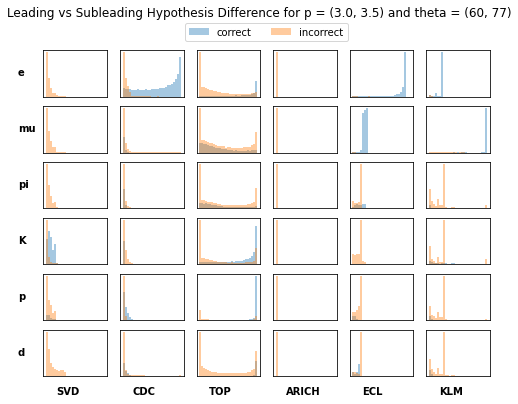 Leading vs Subleading Hypothesis Difference for p = (3.0, 3.5) and theta = (60, 77)
correct incorrect
e
mu
pi
K
p
d
SVD CDC TOP ARICH ECL KLM